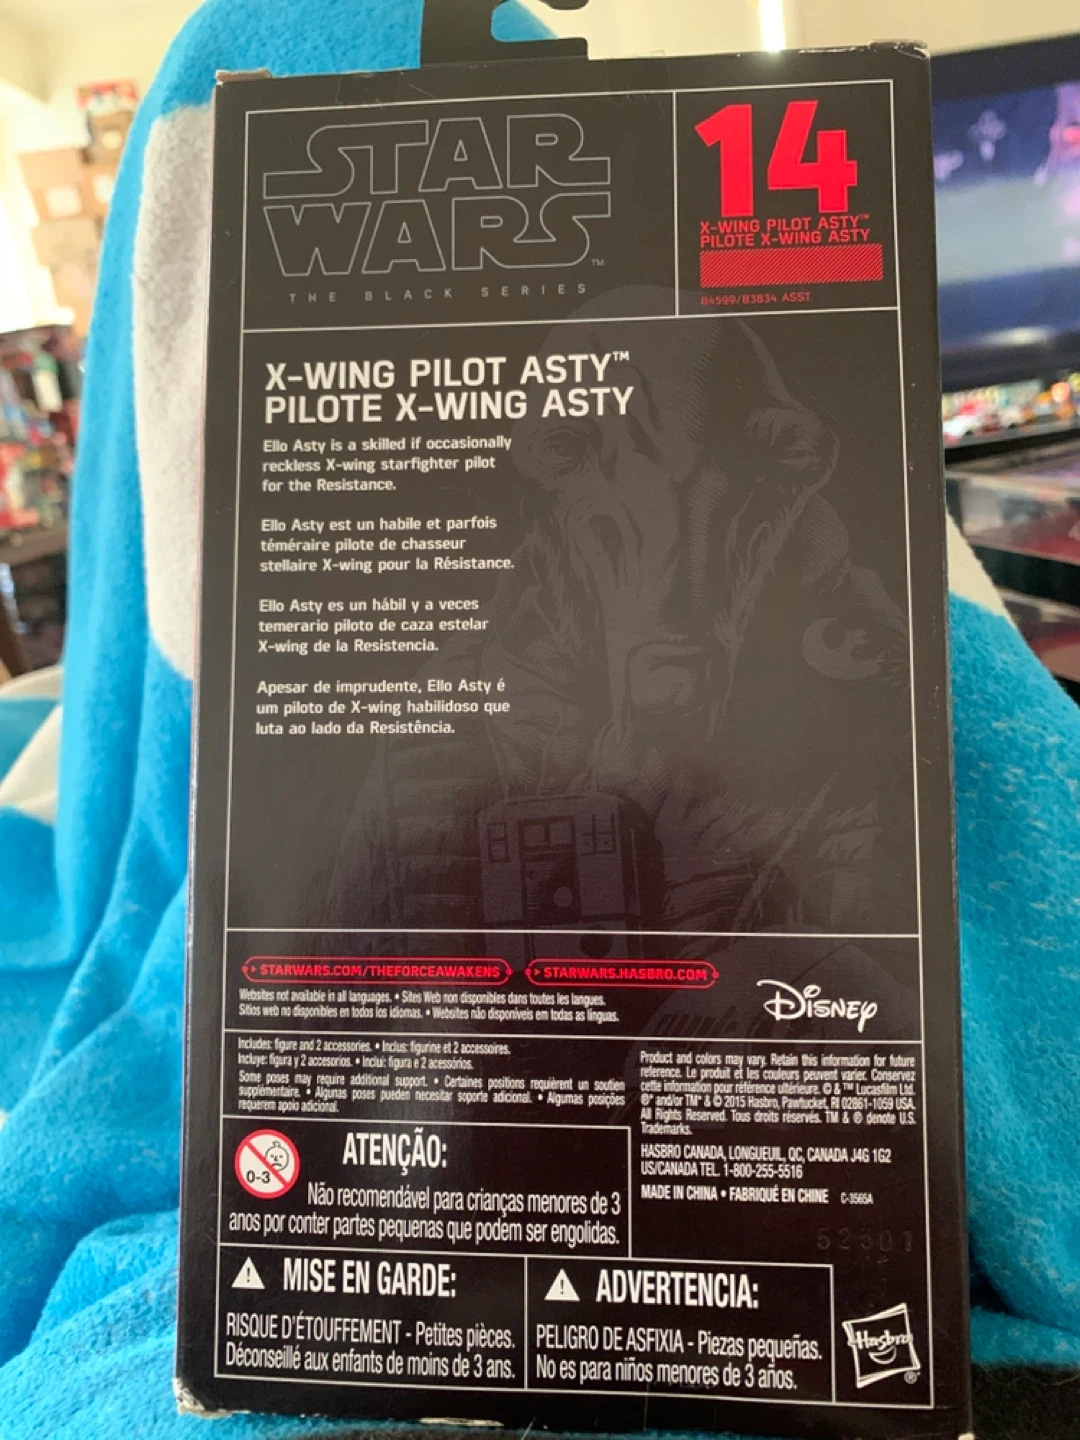 STAR
WARS™
THE BLACK SERIES
14
X-WING PILOT ASTY™
PILOTE X-WING ASTY
B4599/B3834 ASST.
X-WING PILOT ASTY™
PILOTE X-WING ASTY
Ello Asty is a skilled if occasionally
reckless X-wing starfighter pilot
for the Resistance.
Ello Asty est un habile et parfois
téméraire pilote de chasseur
stellaire X-wing pour la Résistance.
Ello Asty es un hábil y a veces
temerario piloto de caza estelar
X-wing de la Resistencia.
Apesar de imprudente, Ello Asty é
um piloto de X-wing habilidoso que
luta ao lado da Resistência.
STARWARS.COM/THEFORCEAWAKENS
STARWARS.HASBRO.COM
Websites not available in all languages. • Sites Web non disponibles dans toutes les langues.
Sitios web no disponibles en todos los idiomas. • Websites não disponíveis em todas as línguas.
Disney
Includes: figure and 2 accessories. • Inclus: figurine et 2 accessoires.
Incluye: figura y 2 accesorios. • Inclui: figura e 2 acessórios.
Some poses may require additional support. • Certaines positions requièrent un soutien
supplémentaire. • Algunas poses pueden necesitar soporte adicional. • Algumas posições
requerem apoio adicional.
Product and colors may vary. Retain this information for future
reference. Le produit et les couleurs peuvent varier. Conservez
cette information pour référence ultérieure. © & ™ Lucasfilm Ltd.
®* and/or TM* & © 2015 Hasbro, Pawtucket, RI 02861-1059 USA.
All Rights Reserved. Tous droits réservés. TM & ® denote U.S.
Trademarks.
HASBRO CANADA, LONGUEUIL, QC, CANADA J4G 1G2
US/CANADA TEL. 1-800-255-5516
MADE IN CHINA • FABRIQUÉ EN CHINE C-3565A
52301
0-3
ATENÇÃO:
Não recomendável para crianças menores de 3
anos por conter partes pequenas que podem ser engolidas.
MISE EN GARDE:
RISQUE D'ÉTOUFFEMENT - Petites pièces.
Déconseillé aux enfants de moins de 3 ans.
ADVERTENCIA:
PELIGRO DE ASFIXIA - Piezas pequeñas.
No es para niños menores de 3 años.
Hasbro®